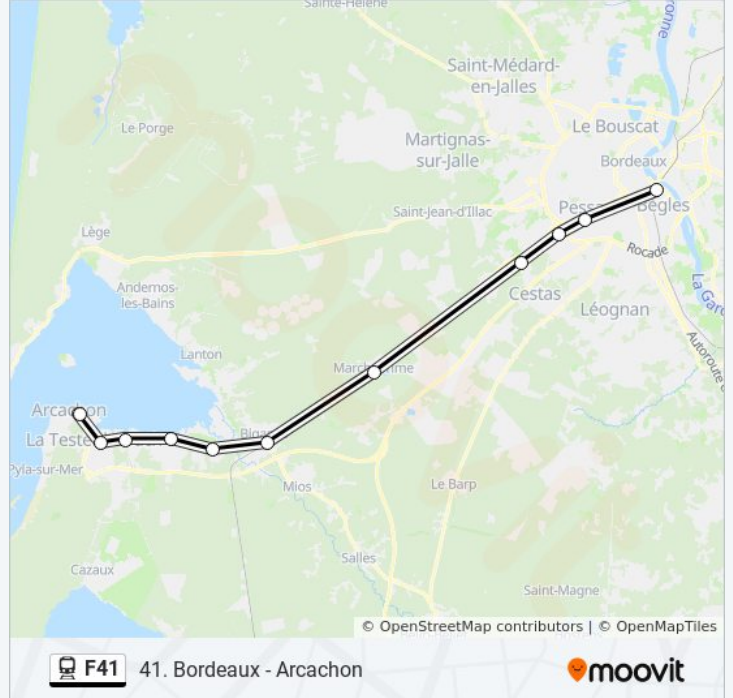 Sainte-Hélène
Saint-Médard-
en-Jalles
Le Porge
Le Bouscat
Martignas-
sur-Jalle
Bordeaux
Saint-Jean-d'Illac
Bègles
Lège
Rocade
Andernos-
les-Bains
Cestas
Léognan
Lanton
Arcachon
La Teste
Pyla-sur-Mer
Mios
Le Barp
Salles
Cazaux
Saint-Magne
© OpenStreetMap contributors | © OpenMapTiles
F41 41. Bordeaux - Arcachon
moovit